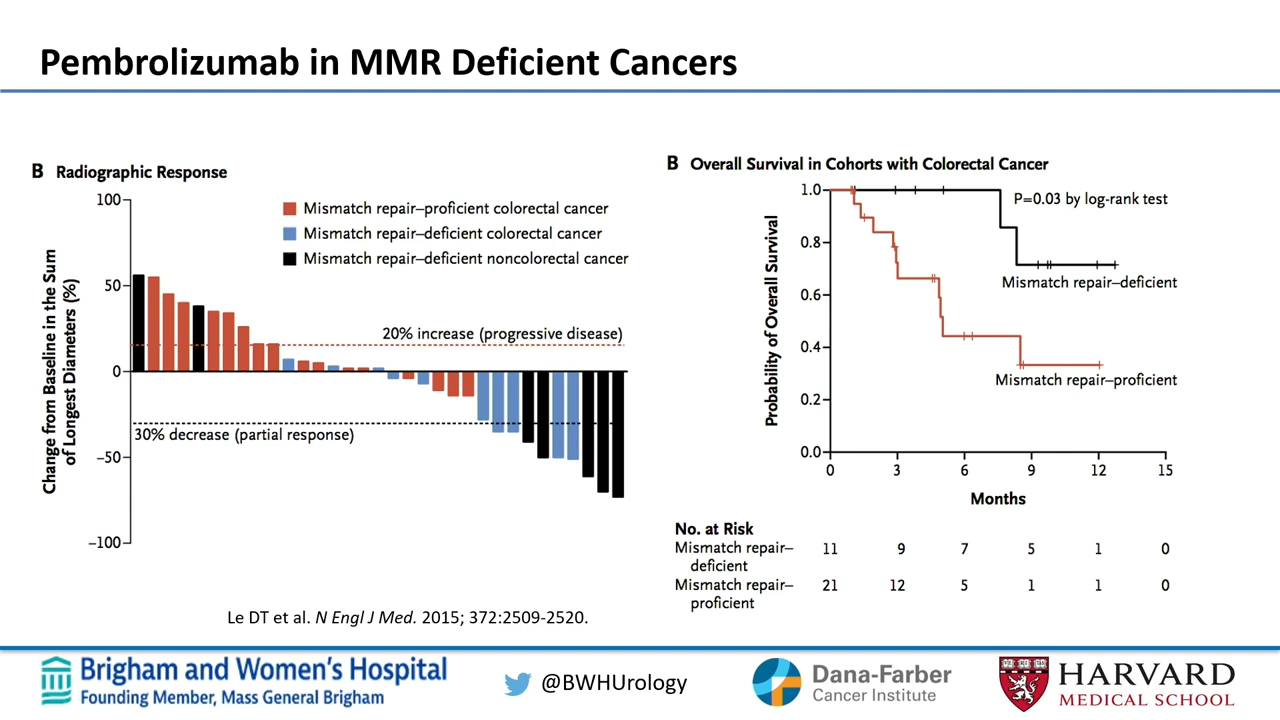 Pembrolizumab in MMR Deficient Cancers
B Radiographic Response
100
50
0
−50
−100
Change from Baseline in the Sum
of Longest Diameters (%)
Mismatch repair–proficient colorectal cancer
Mismatch repair–deficient colorectal cancer
Mismatch repair–deficient noncolorectal cancer
20% increase (progressive disease)
30% decrease (partial response)
B Overall Survival in Cohorts with Colorectal Cancer
1.0
0.8
0.6
0.4
0.2
0.0
Probability of Overall Survival
P=0.03 by log-rank test
Mismatch repair–deficient
Mismatch repair–proficient
0 3 6 9 12 15
Months
No. at Risk
Mismatch repair–
deficient
11 9 7 5 1 0
Mismatch repair–
proficient
21 12 5 1 1 0
Le DT et al. N Engl J Med. 2015; 372:2509-2520.
Brigham and Women's Hospital
Founding Member, Mass General Brigham
@BWHUrology
Dana-Farber
Cancer Institute
HARVARD
MEDICAL SCHOOL